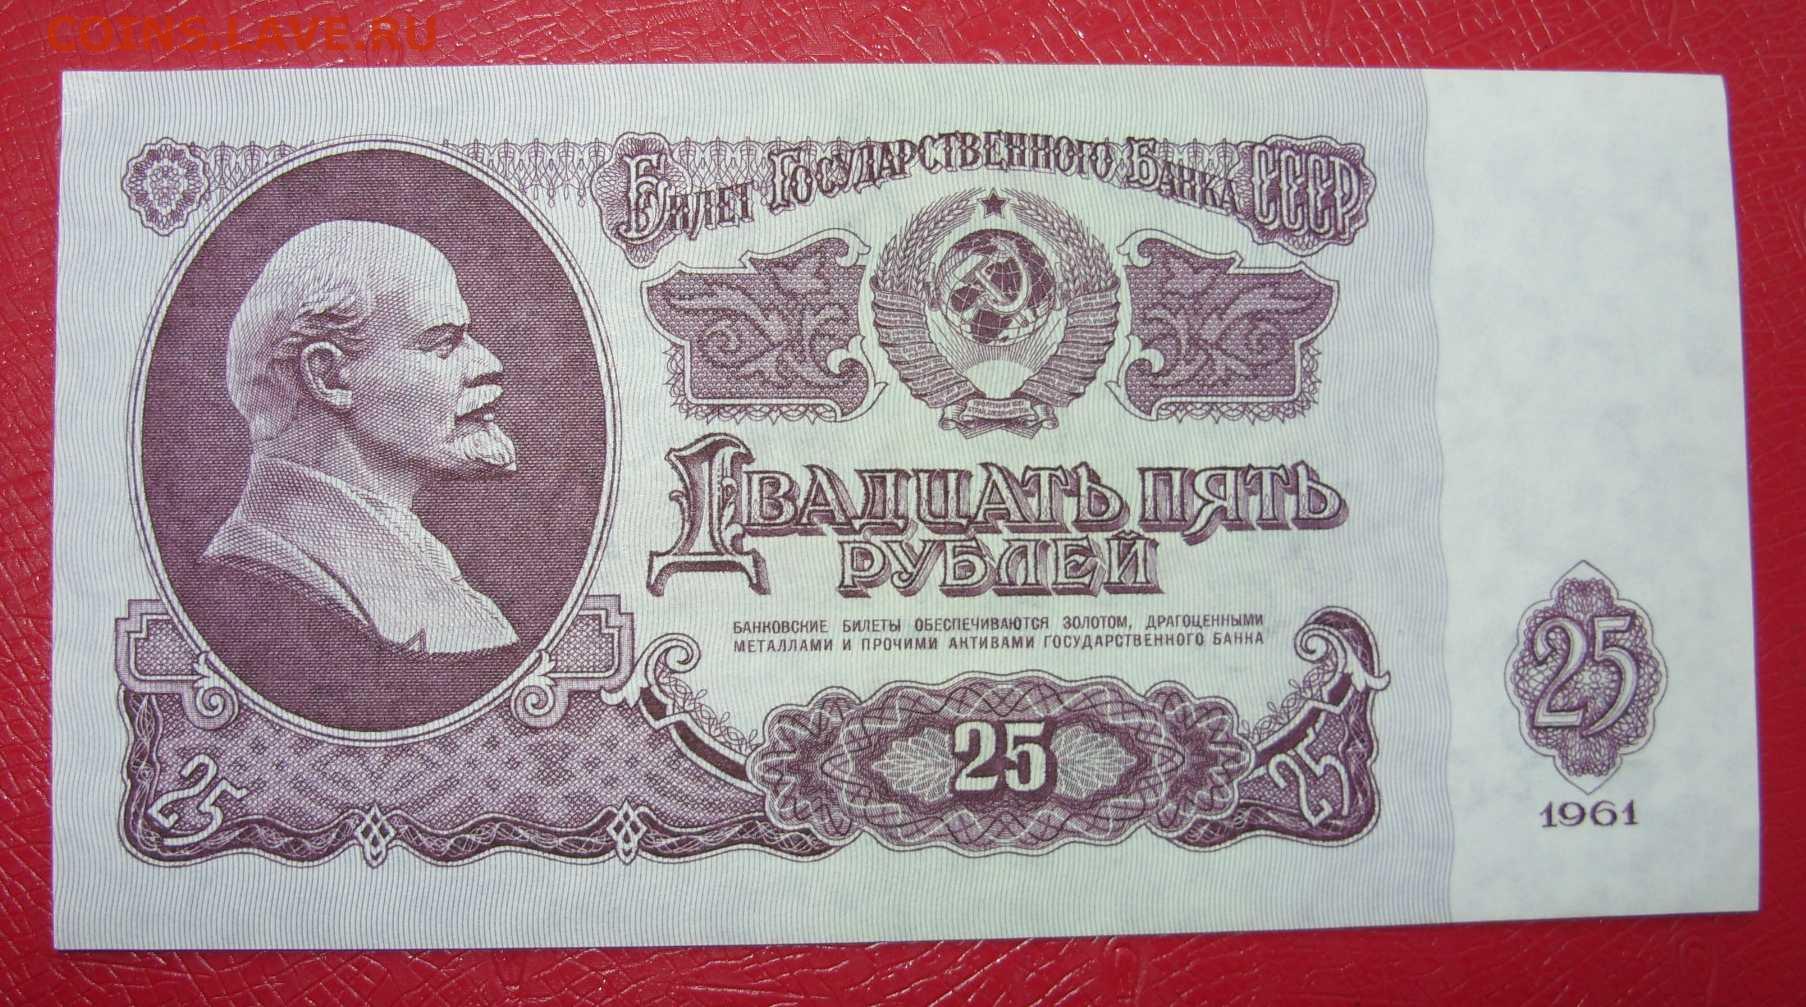 COINS.LAVE.RU
Билет Государственного Банка СССР
Двадцать пять
рублей
БАНКОВСКИЕ БИЛЕТЫ ОБЕСПЕЧИВАЮТСЯ ЗОЛОТОМ, ДРАГОЦЕННЫМИ
МЕТАЛЛАМИ И ПРОЧИМИ АКТИВАМИ ГОСУДАРСТВЕННОГО БАНКА
25
25
25
25
1961